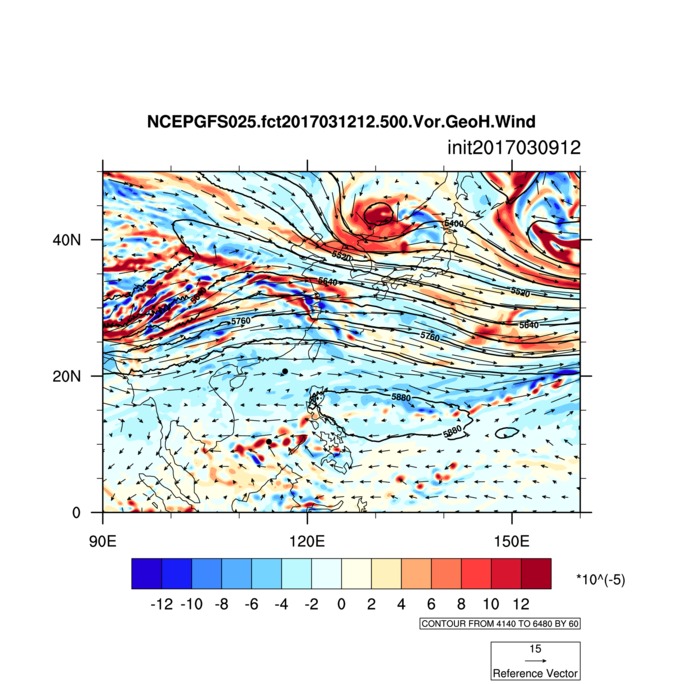 NCEPGFS025.fct2017031212.500.Vor.GeoH.Wind
init2017030912
40N
5400
5520
5640
5520
5640
5760
5760
20N
5880
5880
0
90E 120E 150E
-12 -10 -8 -6 -4 -2 0 2 4 6 8 10 12 *10^(-5)
CONTOUR FROM 4140 TO 6480 BY 60
15
Reference Vector